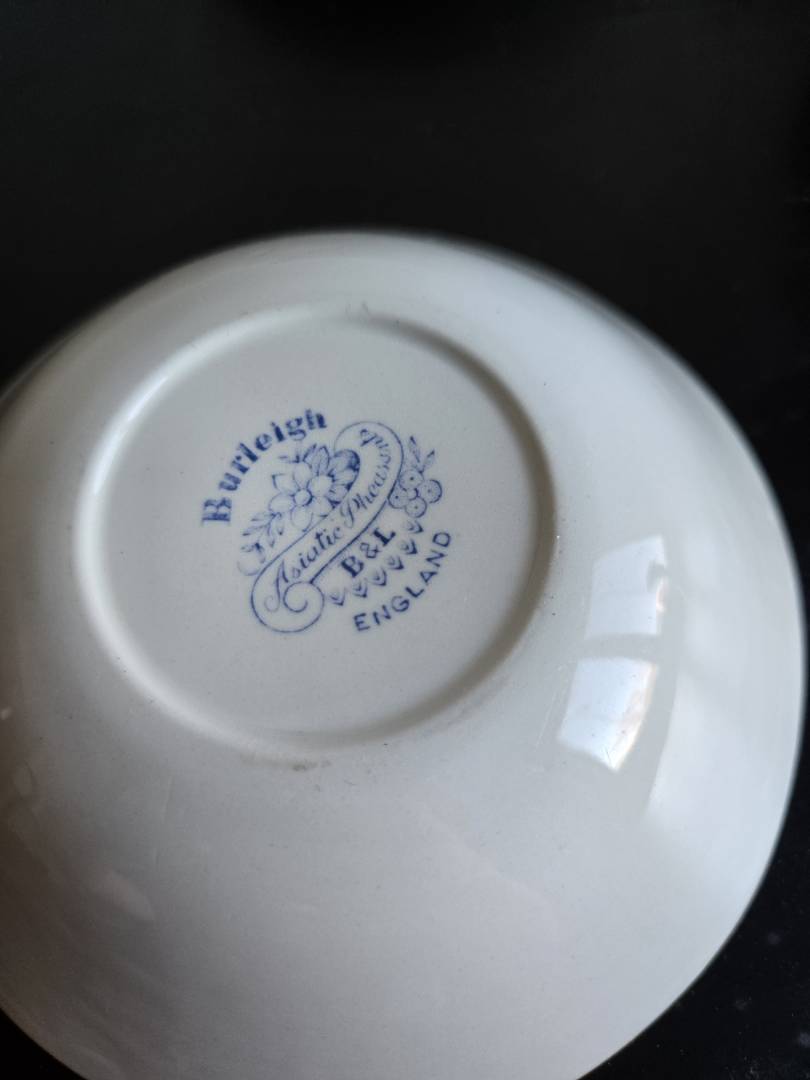 Burleigh
Asiatic Pheasants
B&L
ENGLAND